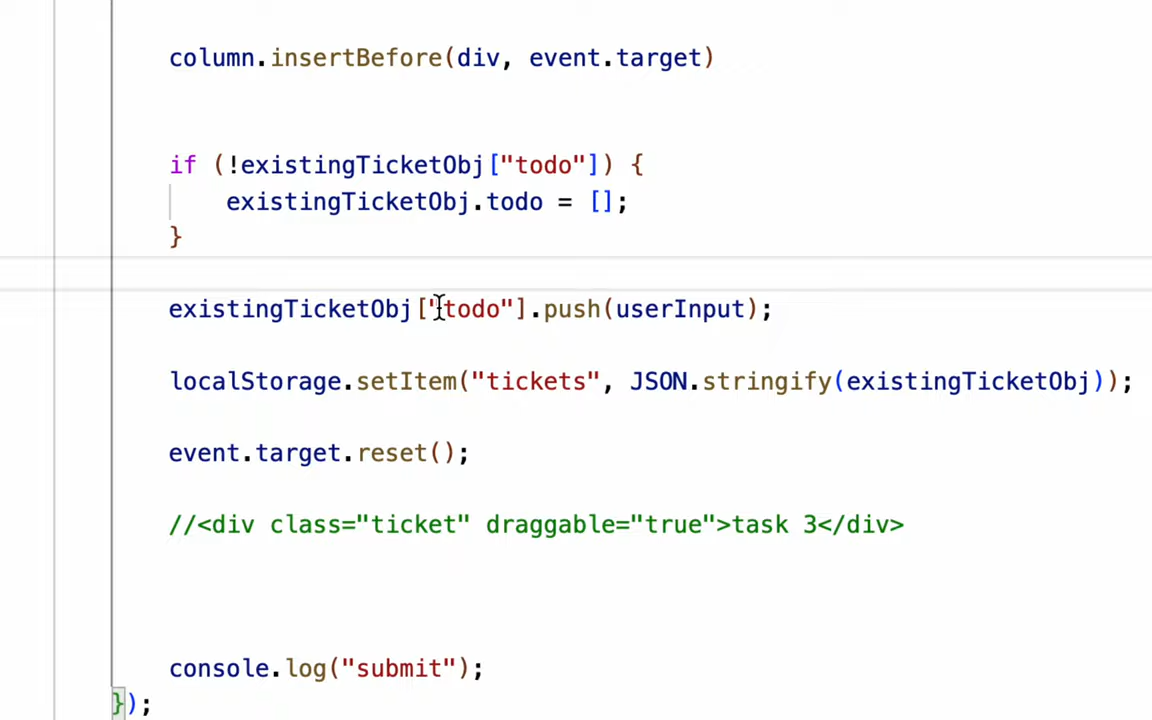 column.insertBefore(div, event.target)
if (!existingTicketObj["todo"]) {
existingTicketObj.todo = [];
}
existingTicketObj["todo"].push(userInput);
localStorage.setItem("tickets", JSON.stringify(existingTicketObj));
event.target.reset();
//<div class="ticket" draggable="true">task 3</div>
console.log("submit");
});